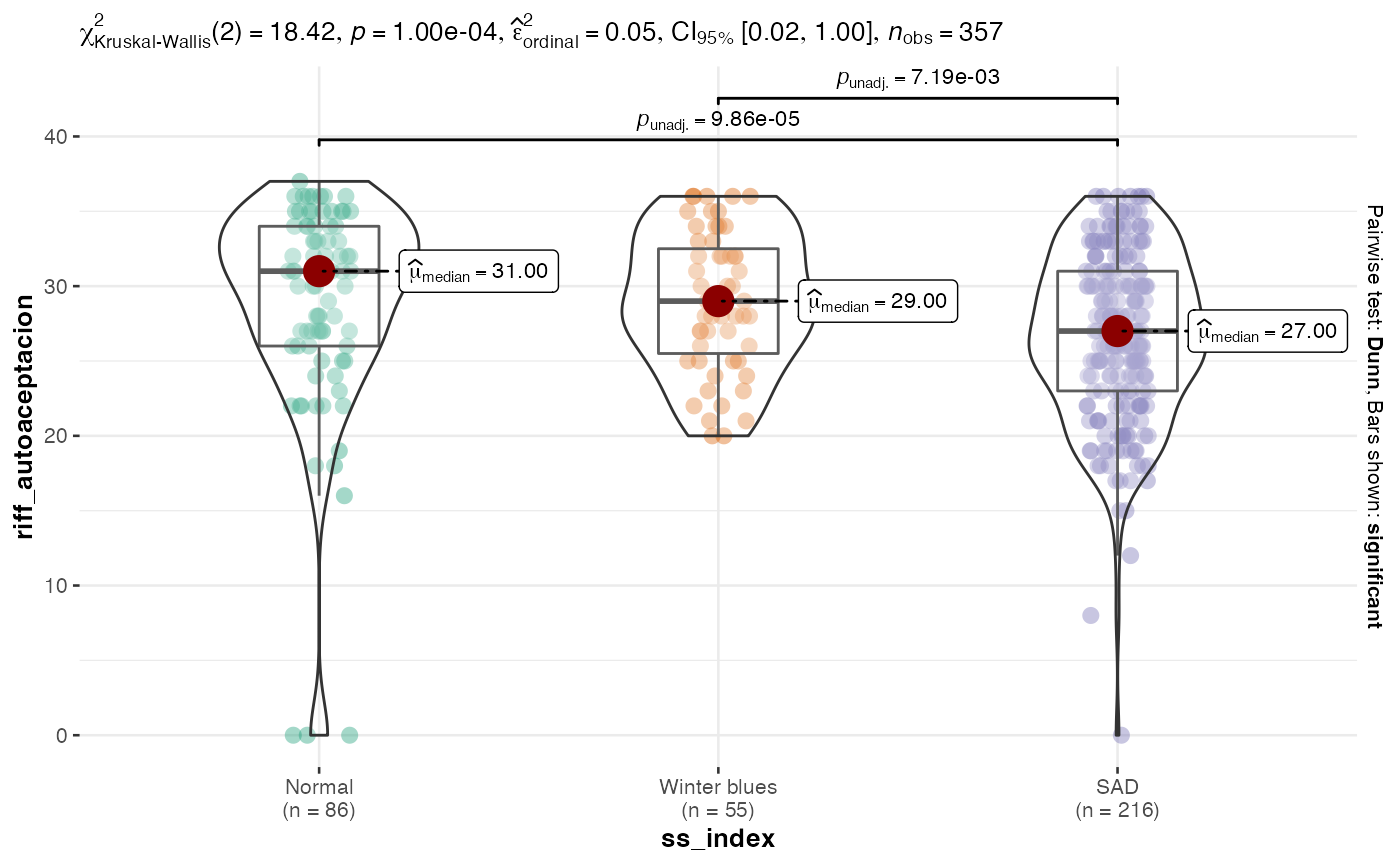 χ²Kruskal-Wallis(2) = 18.42, p = 1.00e-04, ε̂²ordinal = 0.05, CI95% [0.02, 1.00], nobs = 357
punadj. = 7.19e-03
punadj. = 9.86e-05
40
30
20
10
0
riff_autoaceptacion
μ̂median = 31.00
μ̂median = 29.00
μ̂median = 27.00
Pairwise test: Dunn, Bars shown: significant
Normal
(n = 86)
Winter blues
(n = 55)
SAD
(n = 216)
ss_index